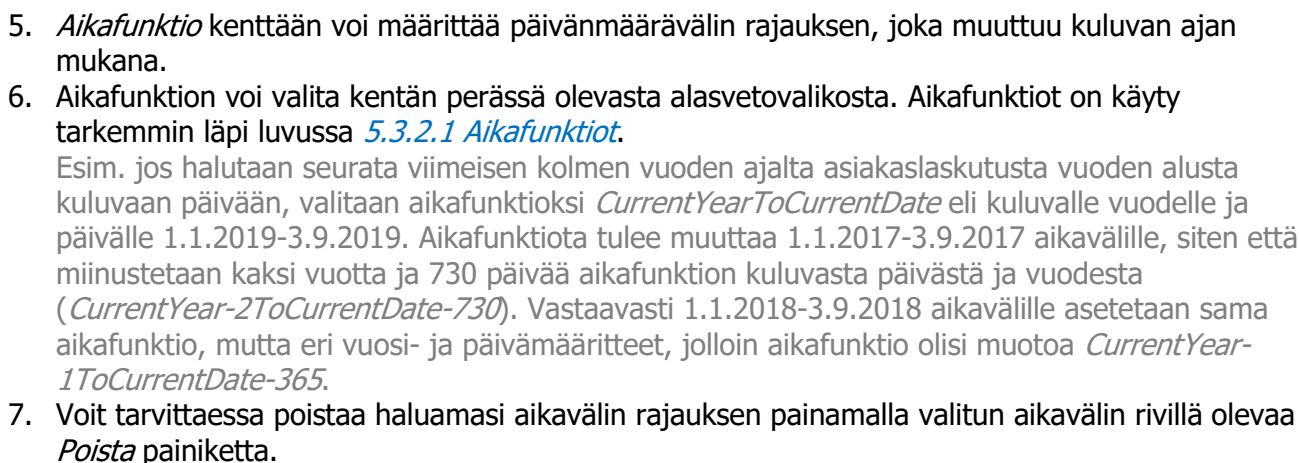 5. Aikafunktio kenttään voi määrittää päivänmäärävälin rajauksen, joka muuttuu kuluvan ajan
mukana.
6. Aikafunktion voi valita kentän perässä olevasta alasvetovalikosta. Aikafunktiot on käyty
tarkemmin läpi luvussa 5.3.2.1 Aikafunktiot.
Esim. jos halutaan seurata viimeisen kolmen vuoden ajalta asiakaslaskutusta vuoden alusta
kuluvaan päivään, valitaan aikafunktioksi CurrentYearToCurrentDate eli kuluvalle vuodelle ja
päivälle 1.1.2019-3.9.2019. Aikafunktiota tulee muuttaa 1.1.2017-3.9.2017 aikavälille, siten että
miinustetaan kaksi vuotta ja 730 päivää aikafunktion kuluvasta päivästä ja vuodesta
(CurrentYear-2ToCurrentDate-730). Vastaavasti 1.1.2018-3.9.2018 aikavälille asetetaan sama
aikafunktio, mutta eri vuosi- ja päivämääritteet, jolloin aikafunktio olisi muotoa CurrentYear-
1ToCurrentDate-365.
7. Voit tarvittaessa poistaa haluamasi aikavälin rajauksen painamalla valitun aikavälin rivillä olevaa
Poista painiketta.